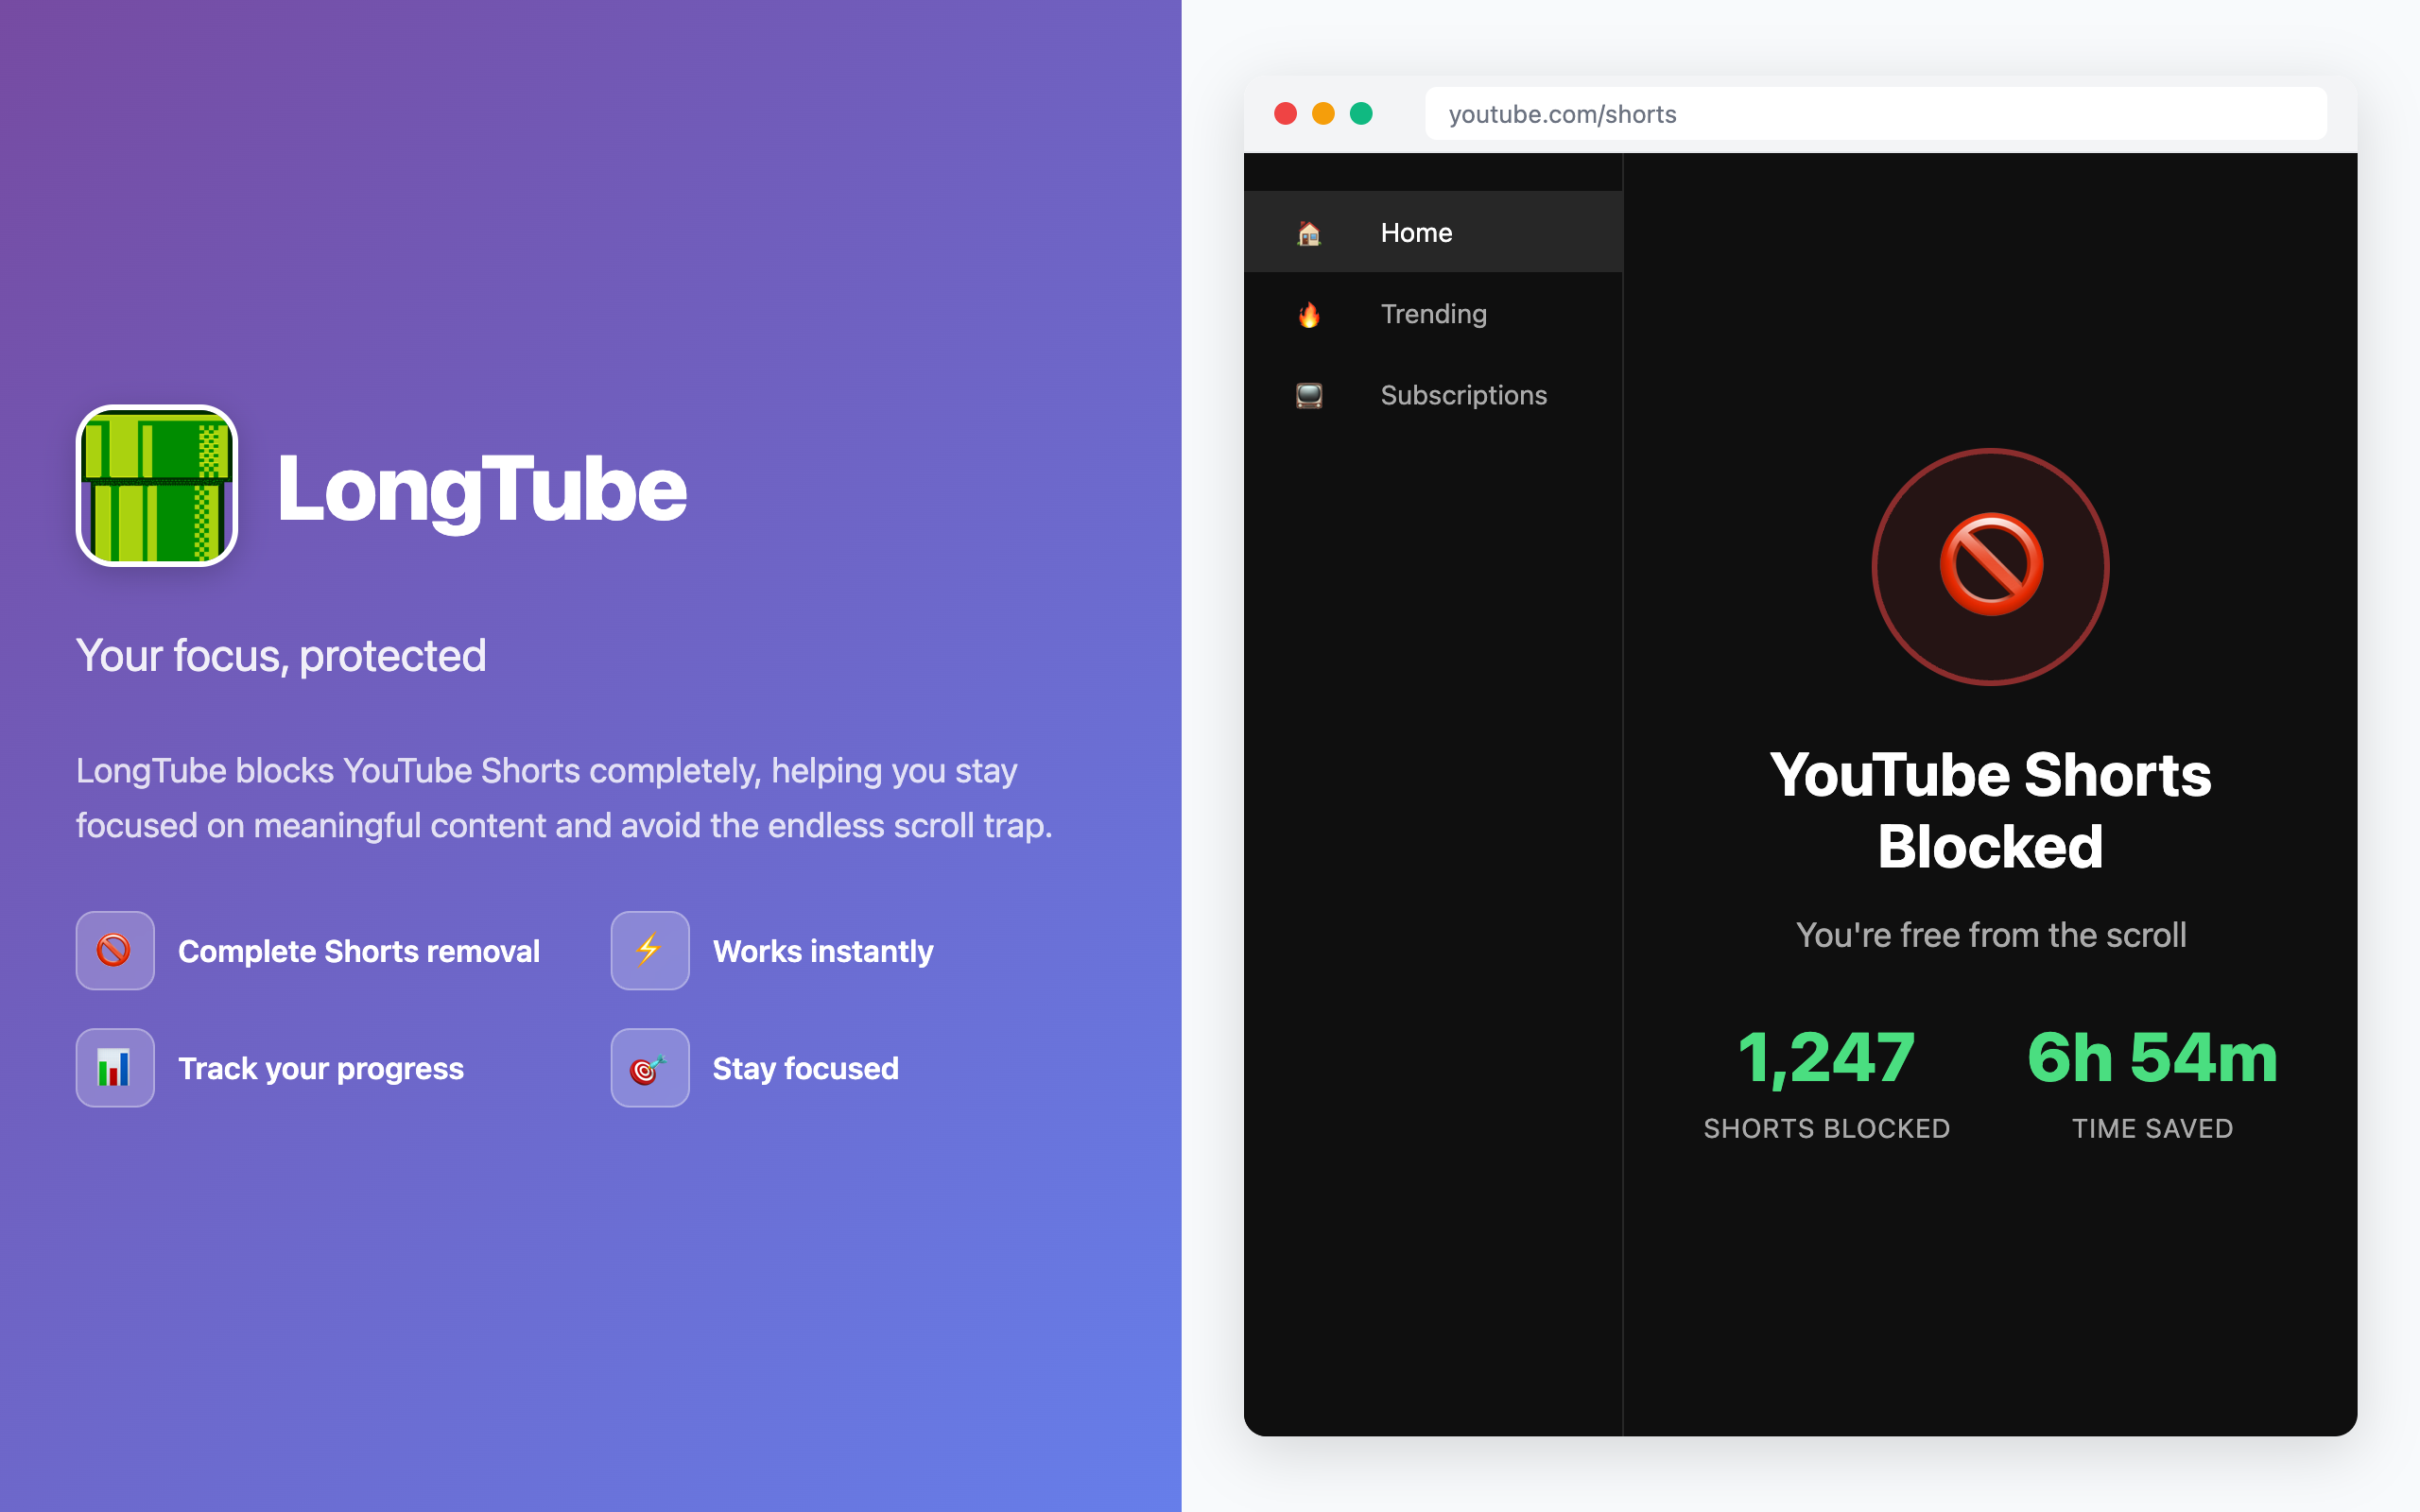 LongTube
Your focus, protected
LongTube blocks YouTube Shorts completely, helping you stay
focused on meaningful content and avoid the endless scroll trap.
Complete Shorts removal
Works instantly
Track your progress
Stay focused
youtube.com/shorts
Home
Trending
Subscriptions
YouTube Shorts
Blocked
You're free from the scroll
1,247
SHORTS BLOCKED
6h 54m
TIME SAVED